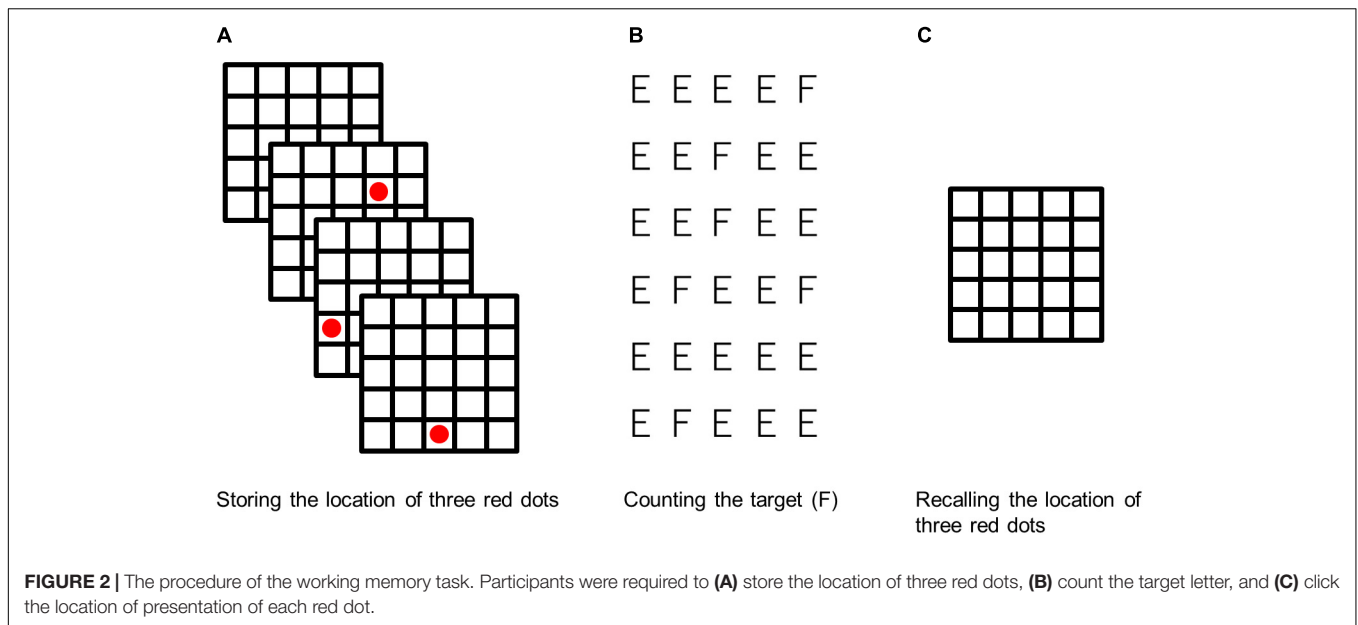 A
B
C
E E E E F
E E F E E
E E F E E
E F E E F
E E E E E
E F E E E
Storing the location of three red dots
Counting the target (F)
Recalling the location of
three red dots
FIGURE 2 | The procedure of the working memory task. Participants were required to (A) store the location of three red dots, (B) count the target letter, and (C) click
the location of presentation of each red dot.